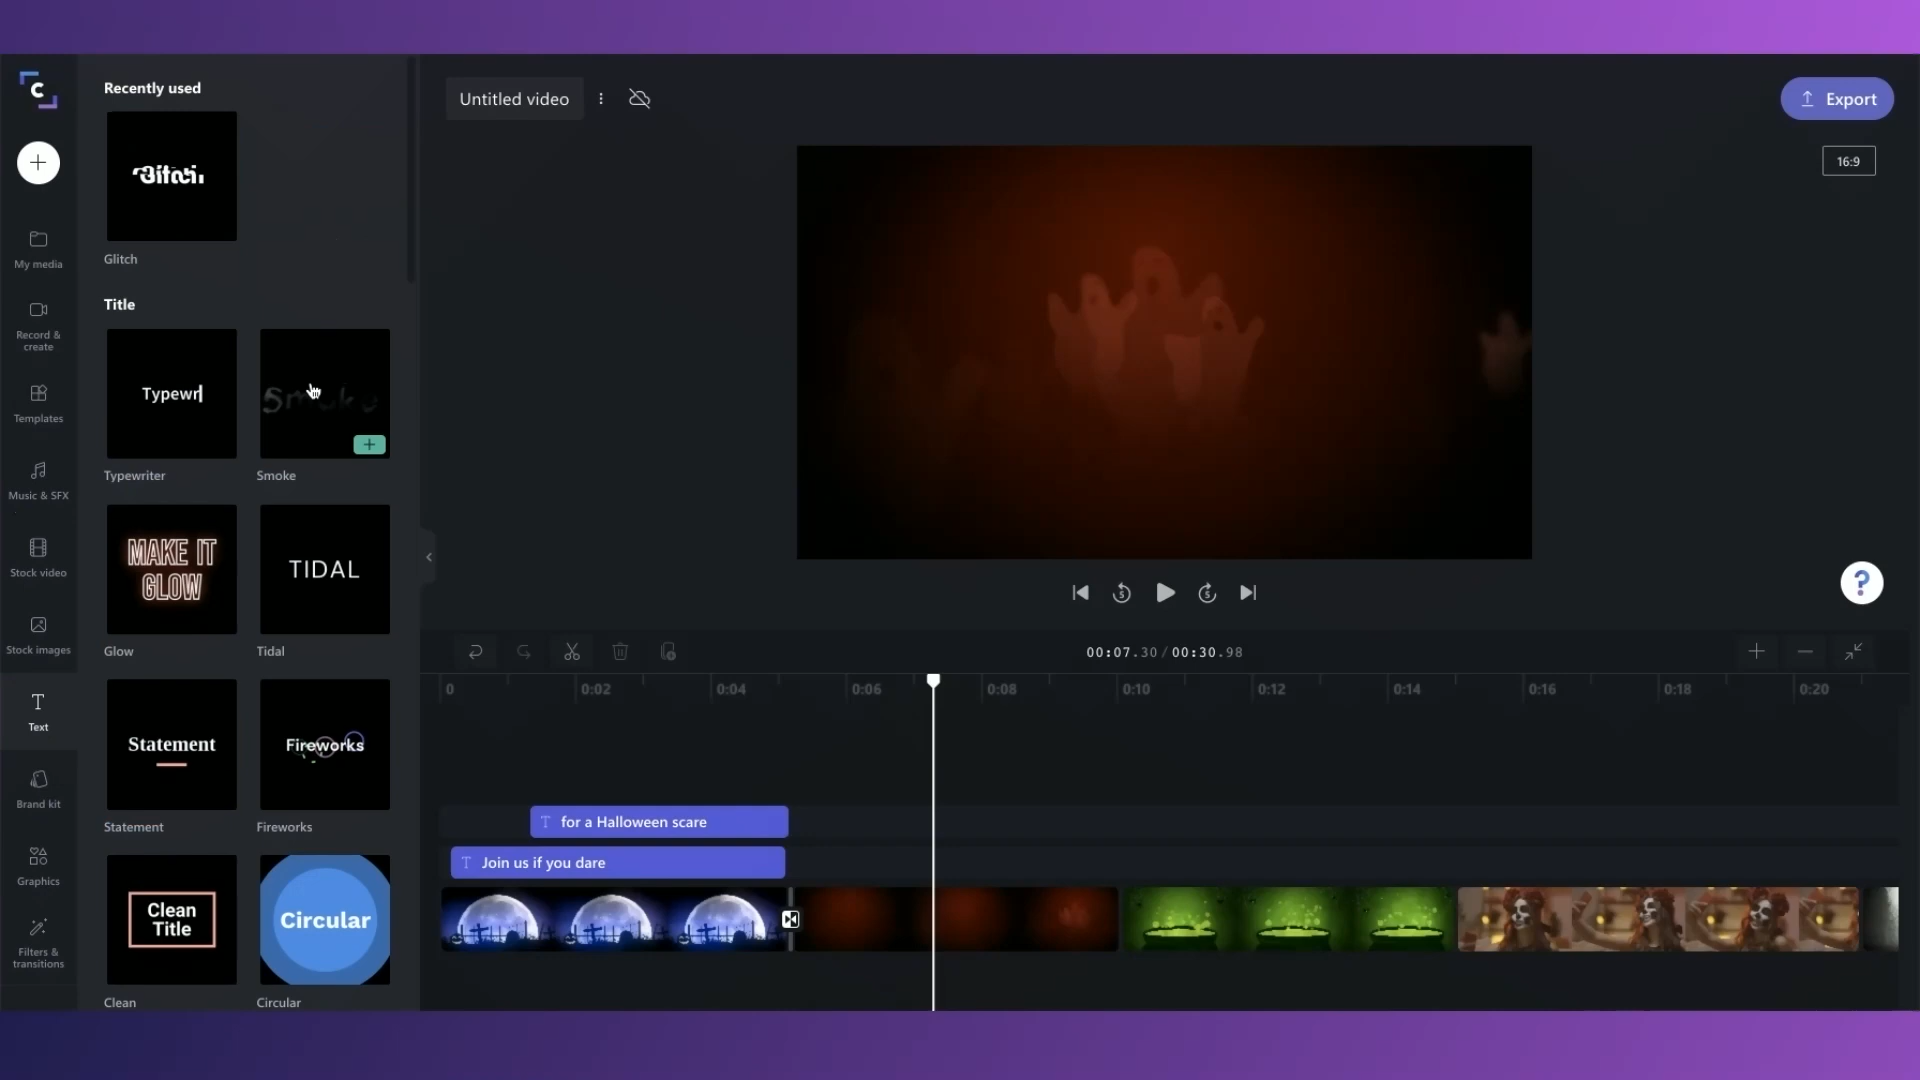 Recently used
Untitled video
Export
16:9
Glitch
Glitch
My media
Title
Record &
create
Typewr
Smoke
Templates
Typewriter
Smoke
Music & SFX
MAKE IT
GLOW
TIDAL
Stock video
Stock images
Glow
Tidal
?
5
5
00:07.30 / 00:30.98
0
0:02
0:04
0:06
0:08
0:10
0:12
0:14
0:16
0:18
0:20
Text
Statement
Fireworks
Brand kit
Statement
Fireworks
for a Halloween scare
Join us if you dare
Graphics
Clean
Title
Circular
Filters &
transitions
Clean
Circular